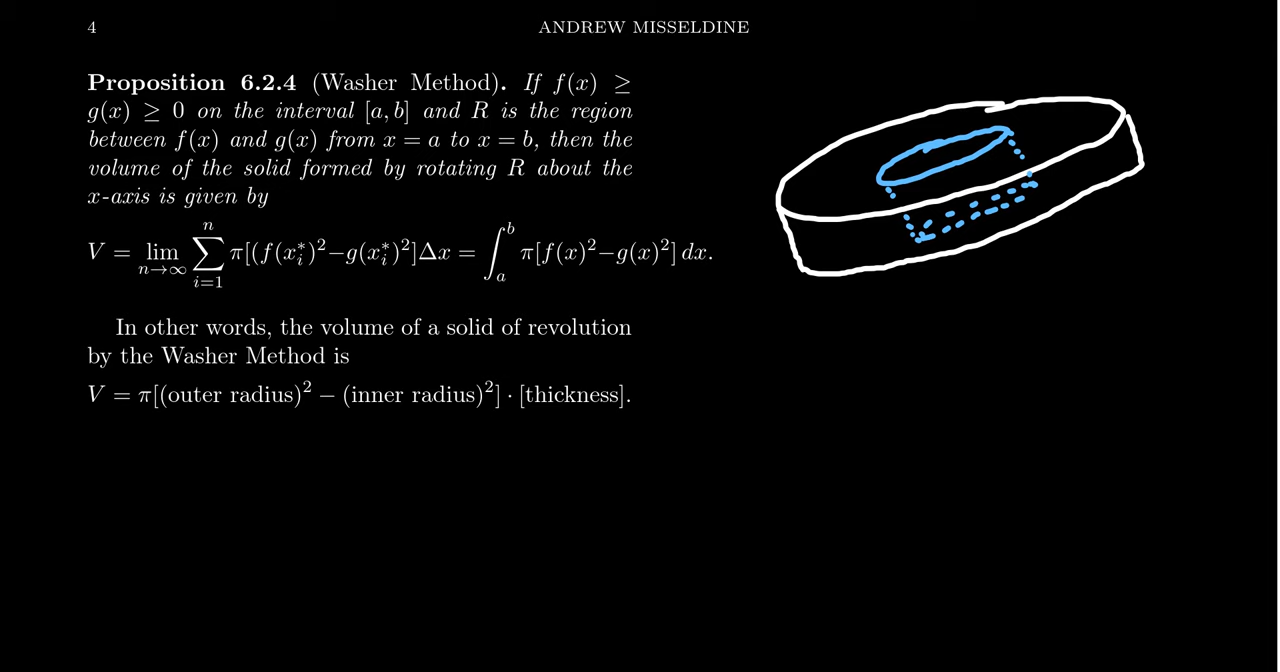 4 ANDREW MISSELDINE
Proposition 6.2.4 (Washer Method). If f(x) ≥
g(x) ≥ 0 on the interval [a, b] and R is the region
between f(x) and g(x) from x = a to x = b, then the
volume of the solid formed by rotating R about the
x-axis is given by
V = lim_{n→∞} ∑_{i=1}^{n} π[(f(x_i^*)^2−g(x_i^*)^2]Δx = ∫_a^b π[f(x)^2−g(x)^2] dx.
In other words, the volume of a solid of revolution
by the Washer Method is
V = π[(outer radius)^2 − (inner radius)^2] · [thickness].